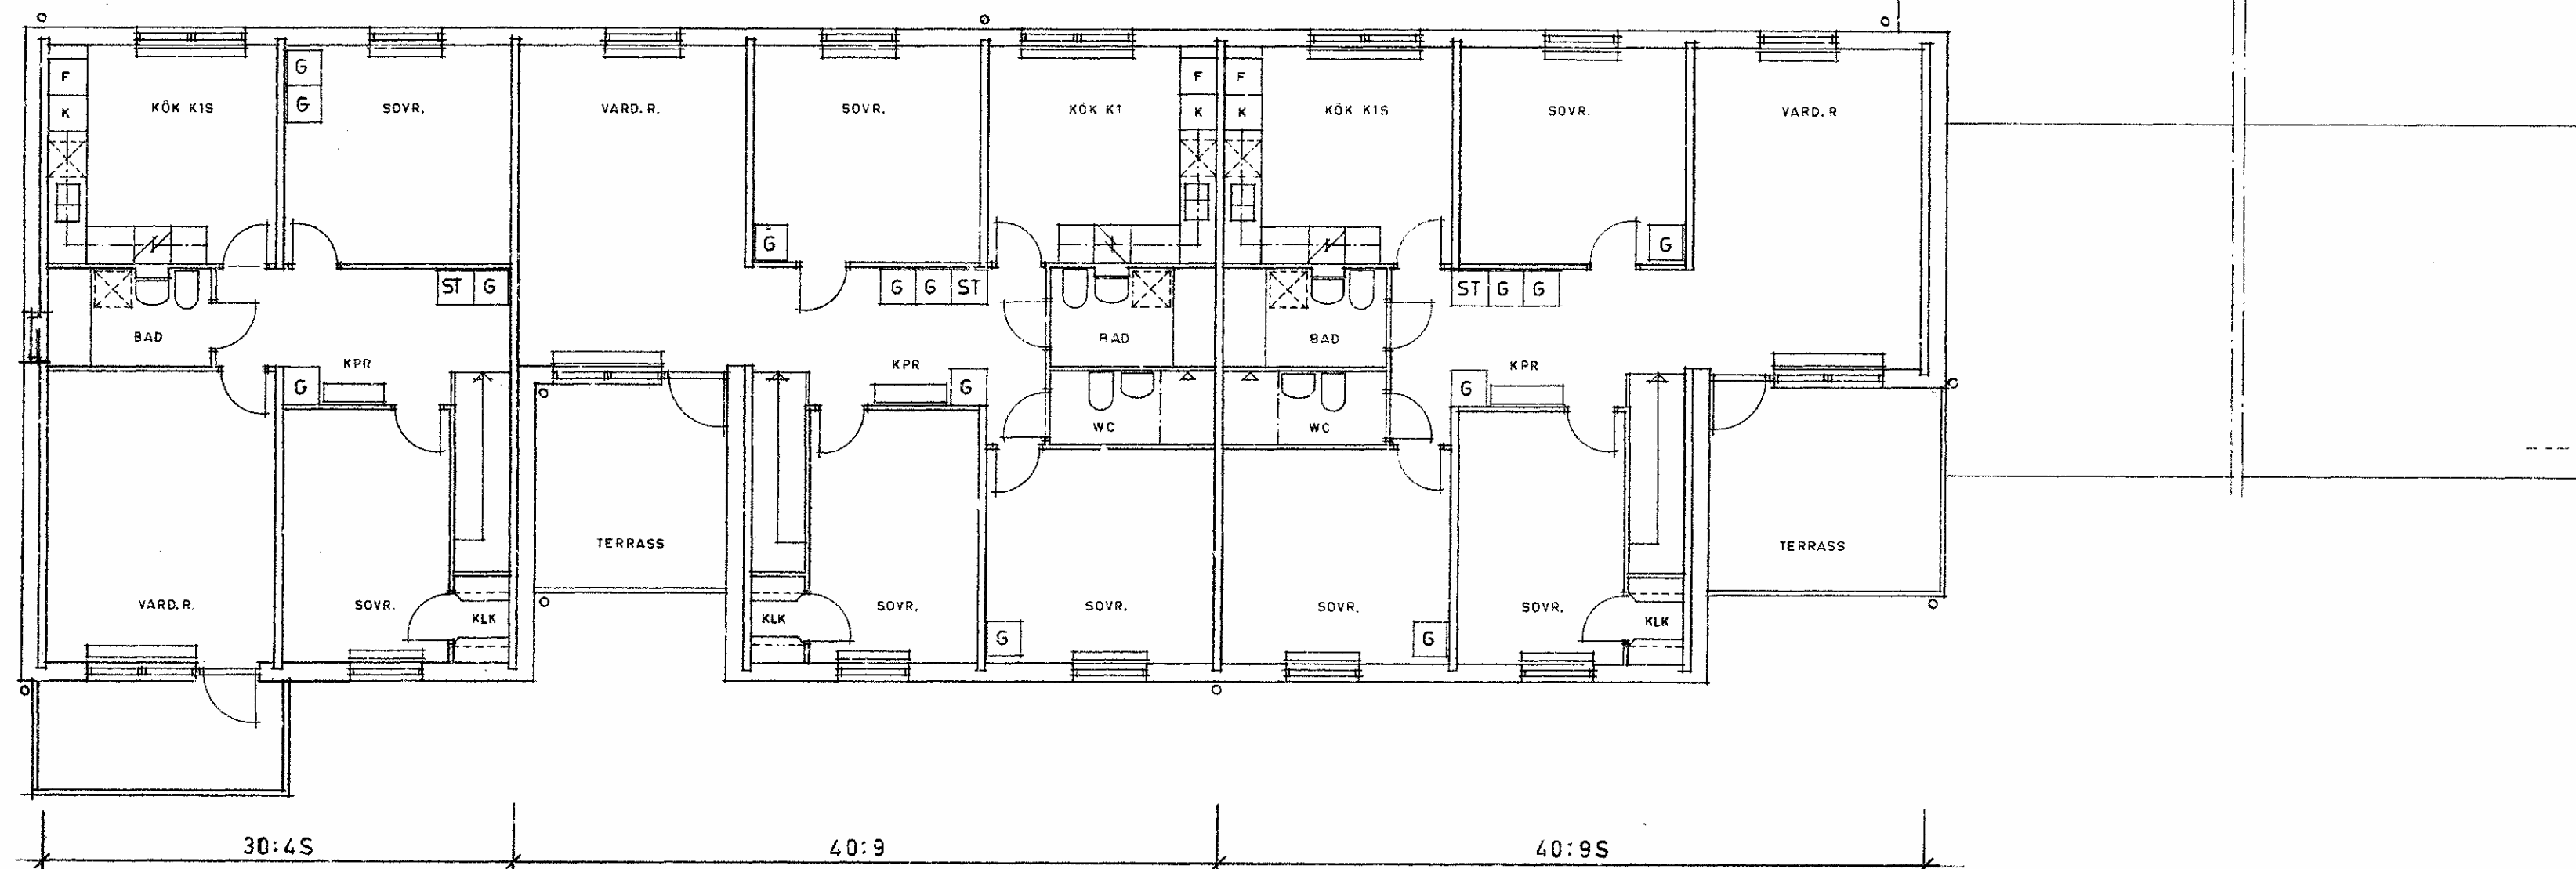 F
K
KÖK K1S
G
G
SOVR.
VARD. R.
SOVR.
G
KÖK K1
F
K
F
K
KÖK K1S
SOVR.
G
VARD. R
BAD
ST G
KPR
G
G G ST
KPR
G
BAD
WC
BAD
WC
ST G G
KPR
G
VARD. R.
SOVR.
KLK
TERRASS
KLK
SOVR.
G
SOVR.
SOVR.
G
SOVR.
KLK
TERRASS
30:4S
40:9
40:9S